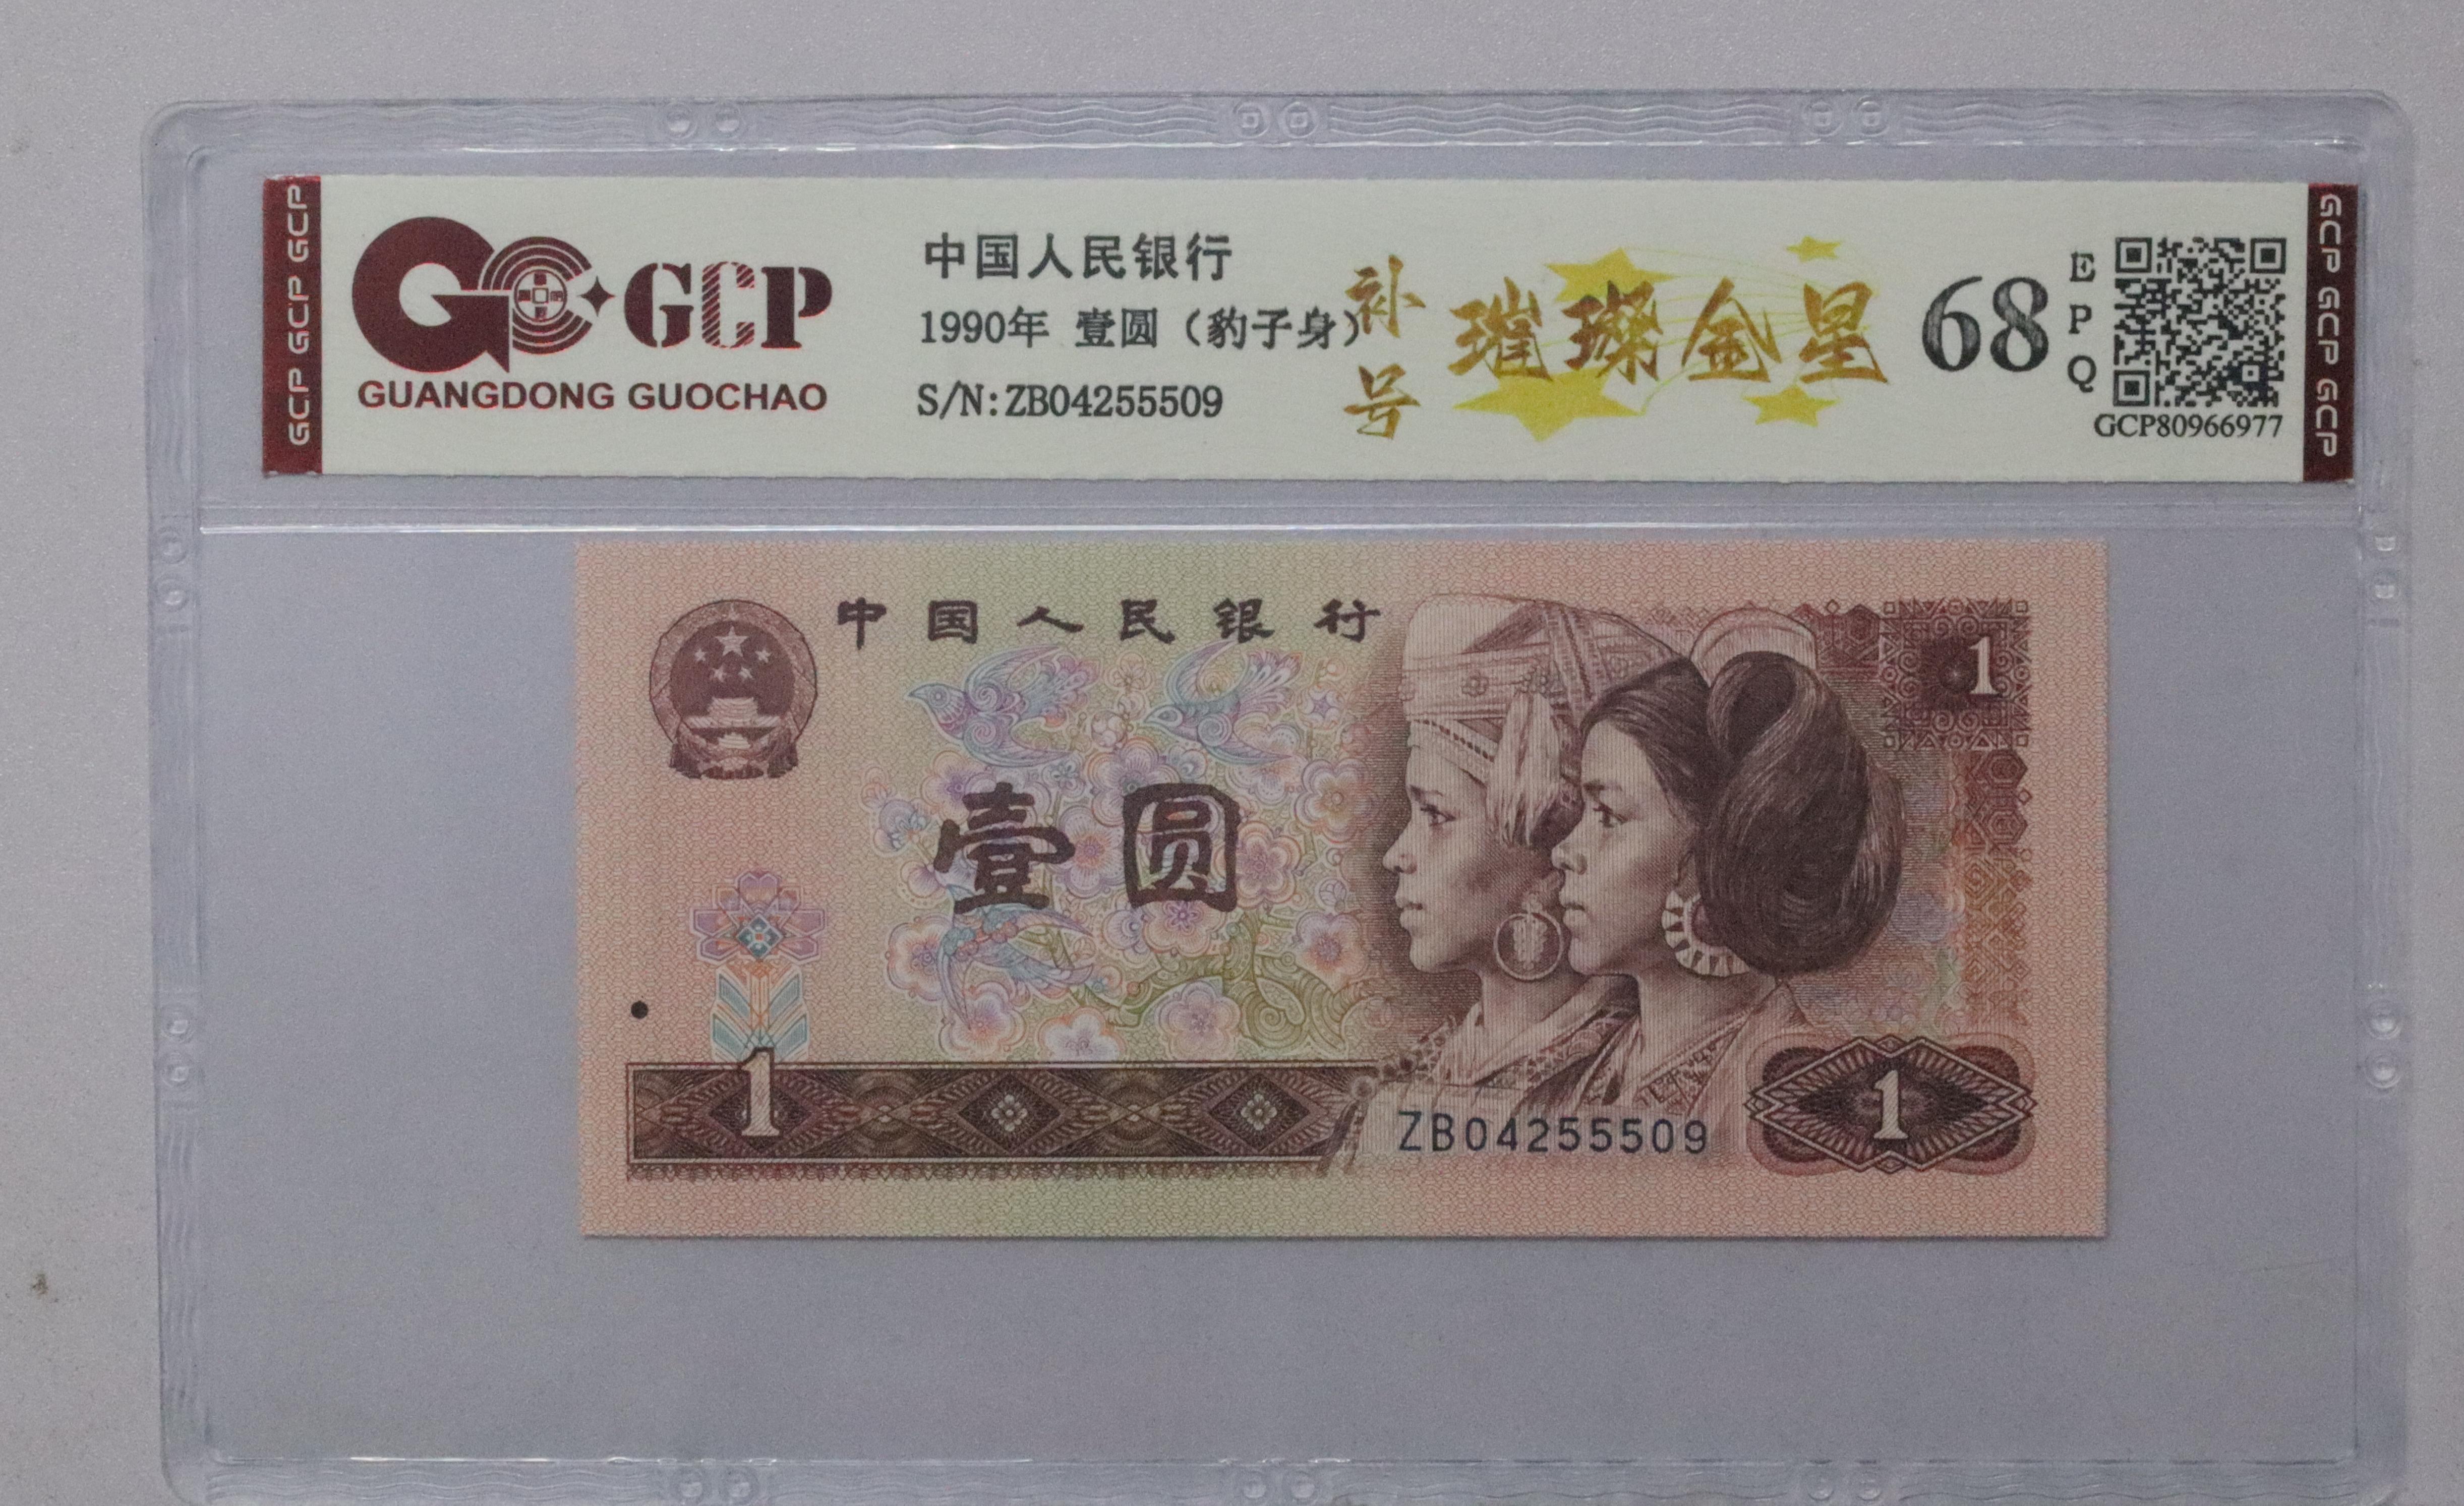 GCP GCP GCP
GCP
GUANGDONG GUOCHAO
中国人民银行
1990年 壹圆（豹子身）
S/N:ZB04255509
补号
璀璨金星
68
EPQ
GCP80966977
GCP GCP GCP
中国人民银行
1
壹圆
1
ZB04255509
1